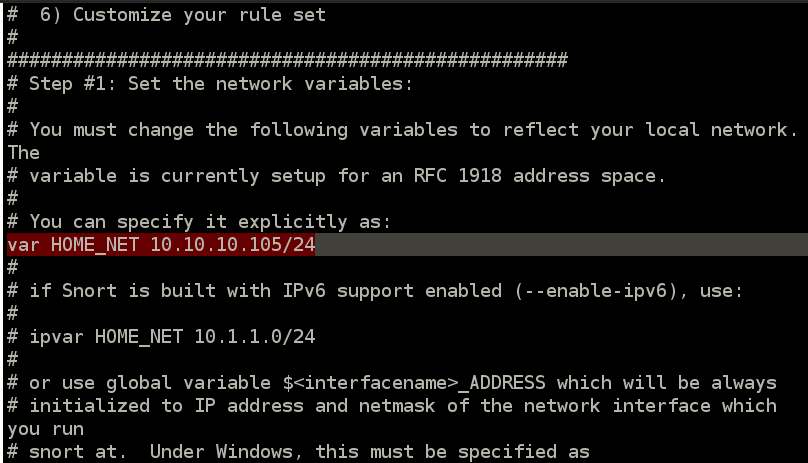 #  6) Customize your rule set
#
###################################################
# Step #1: Set the network variables:
#
# You must change the following variables to reflect your local network.
The
# variable is currently setup for an RFC 1918 address space.
#
# You can specify it explicitly as:
var HOME_NET 10.10.10.105/24
#
# if Snort is built with IPv6 support enabled (--enable-ipv6), use:
#
# ipvar HOME_NET 10.1.1.0/24
#
# or use global variable $<interfacename>_ADDRESS which will be always
# initialized to IP address and netmask of the network interface which
you run
# snort at.  Under Windows, this must be specified as